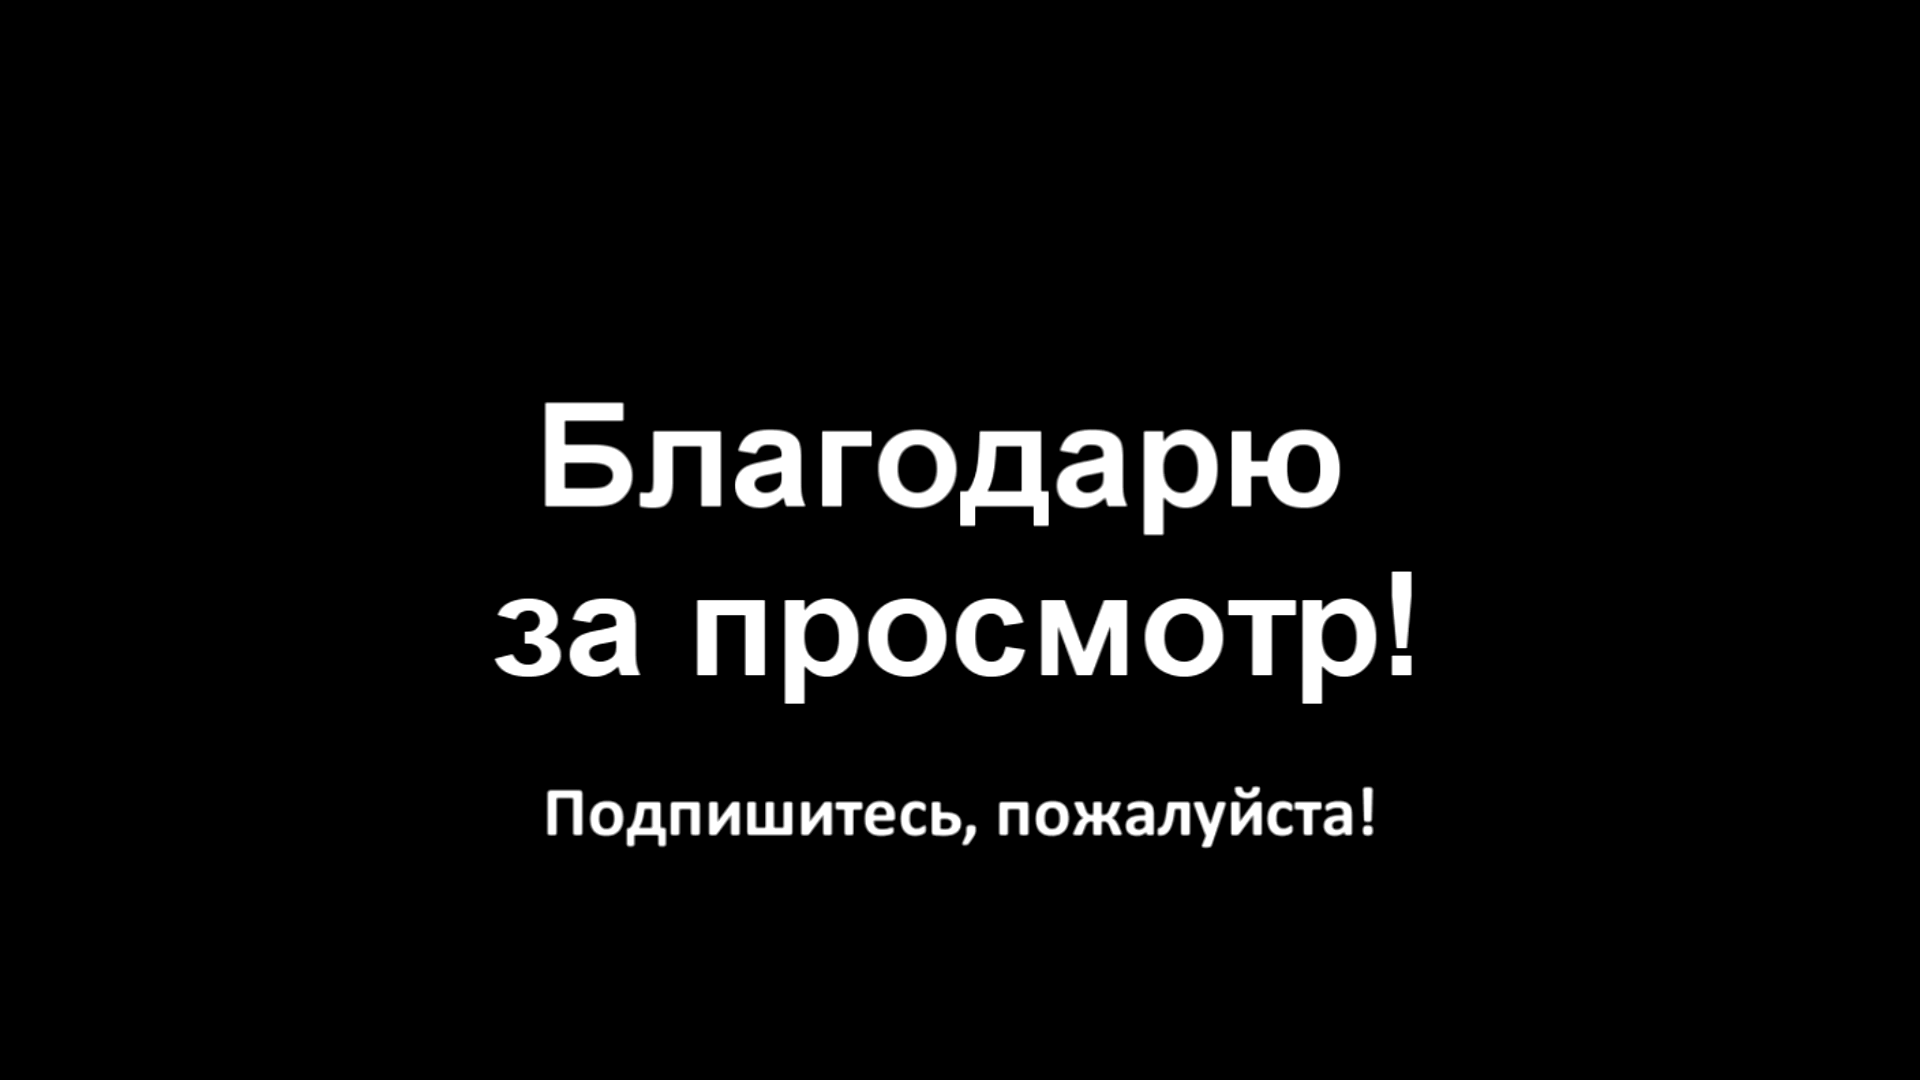 Благодарю
за просмотр!
Подпишитесь, пожалуйста!